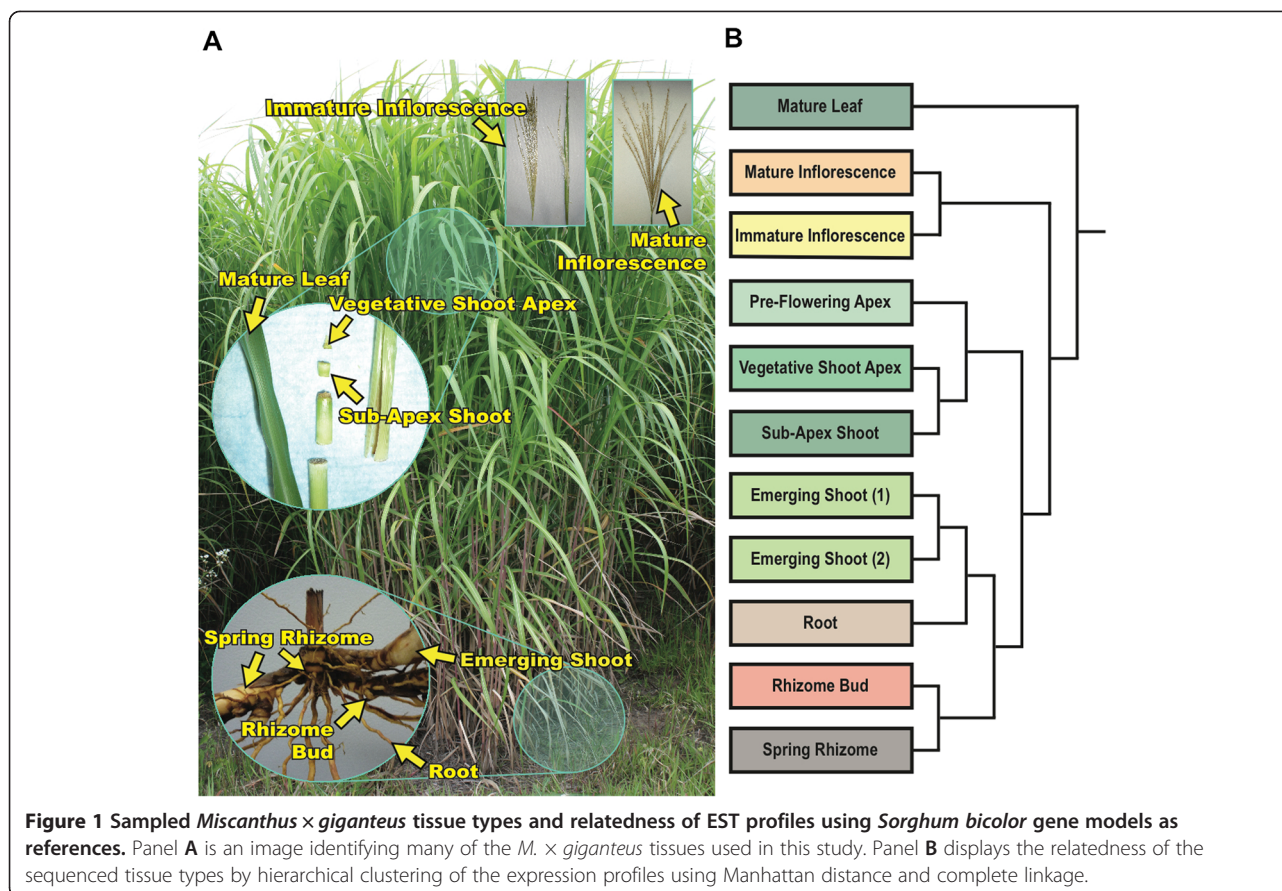 A
B
Immature Inflorescence
Mature
Inflorescence
Mature Leaf
Vegetative Shoot Apex
Sub-Apex Shoot
Spring Rhizome
Emerging Shoot
Rhizome
Bud
Root
Mature Leaf
Mature Inflorescence
Immature Inflorescence
Pre-Flowering Apex
Vegetative Shoot Apex
Sub-Apex Shoot
Emerging Shoot (1)
Emerging Shoot (2)
Root
Rhizome Bud
Spring Rhizome
Figure 1 Sampled Miscanthus × giganteus tissue types and relatedness of EST profiles using Sorghum bicolor gene models as
references. Panel A is an image identifying many of the M. × giganteus tissues used in this study. Panel B displays the relatedness of the
sequenced tissue types by hierarchical clustering of the expression profiles using Manhattan distance and complete linkage.